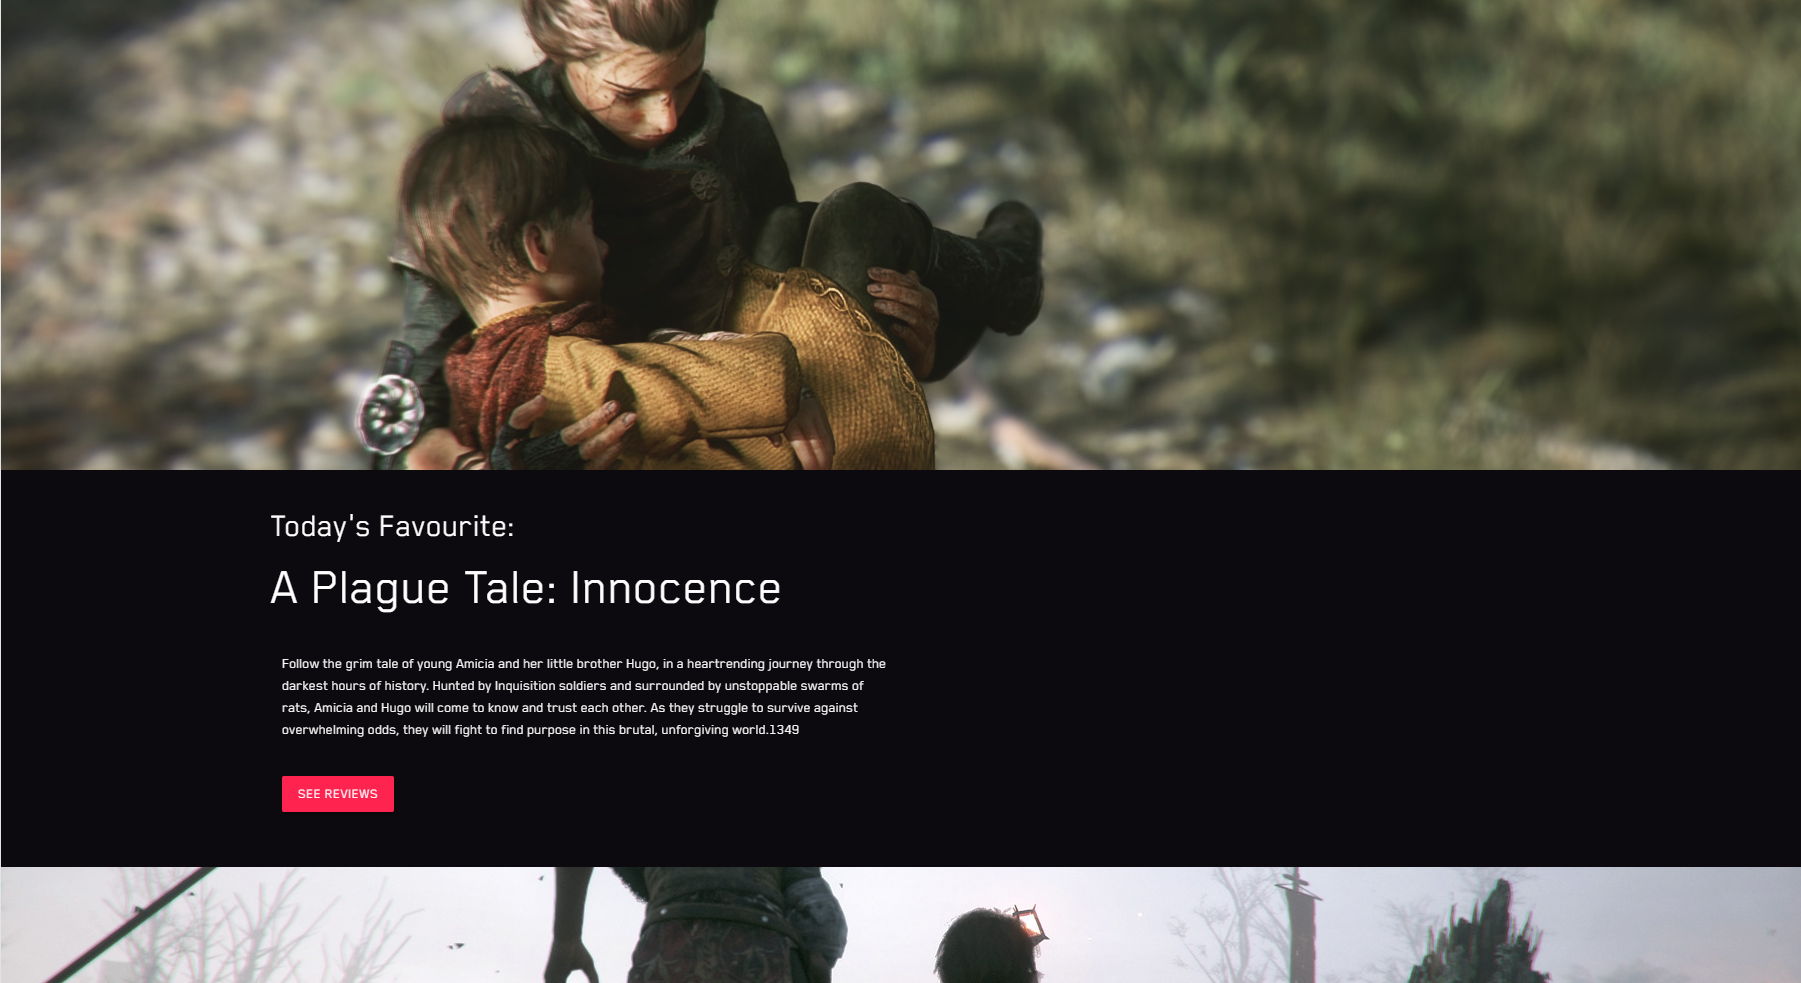 Today's Favourite:
A Plague Tale: Innocence
Follow the grim tale of young Amicia and her little brother Hugo, in a heartrending journey through the
darkest hours of history. Hunted by Inquisition soldiers and surrounded by unstoppable swarms of
rats, Amicia and Hugo will come to know and trust each other. As they struggle to survive against
overwhelming odds, they will fight to find purpose in this brutal, unforgiving world.1349
SEE REVIEWS